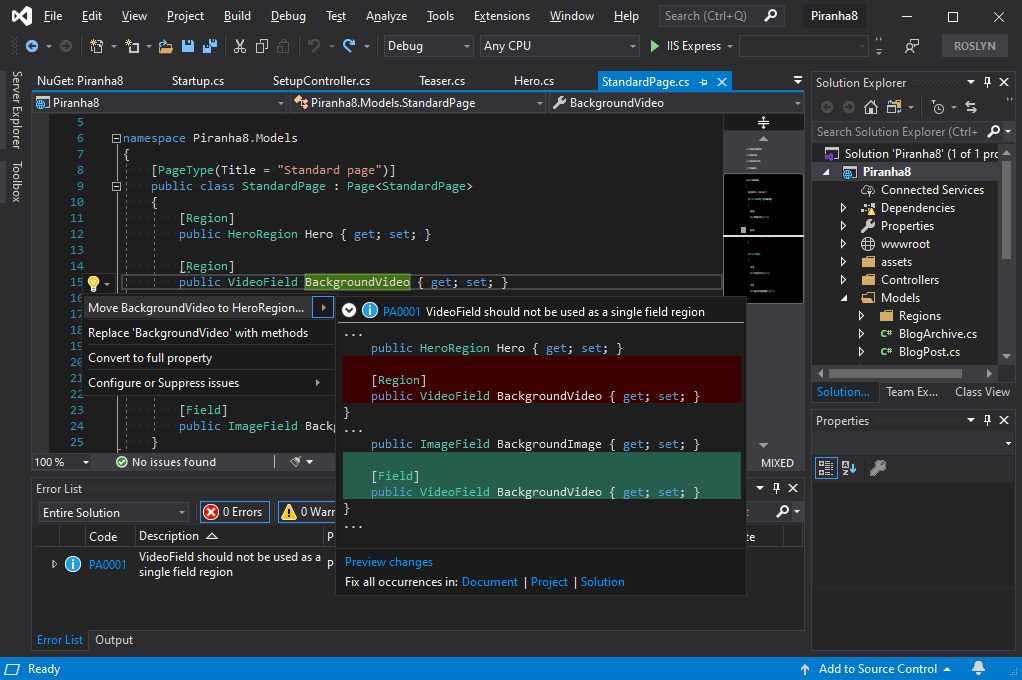 File Edit View Project Build Debug Test Analyze Tools Extensions Window Help Search (Ctrl+Q) Piranha8
Debug Any CPU IIS Express ROSLYN
Server Explorer
Toolbox
NuGet: Piranha8 Startup.cs SetupController.cs Teaser.cs Hero.cs StandardPage.cs
Piranha8 Piranha8.Models.StandardPage BackgroundVideo
5
6 namespace Piranha8.Models
7 {
8 [PageType(Title = "Standard page")]
9 public class StandardPage : Page<StandardPage>
10 {
11 [Region]
12 public HeroRegion Hero { get; set; }
13
14 [Region]
15 public VideoField BackgroundVideo { get; set; }
16
17
18
19
20
21
22
23 [Field]
24 public ImageField Backg
25 }
Move BackgroundVideo to HeroRegion...
Replace 'BackgroundVideo' with methods
Convert to full property
Configure or Suppress issues
PA0001 VideoField should not be used as a single field region
...
public HeroRegion Hero { get; set; }
[Region]
public VideoField BackgroundVideo { get; set; }
}
...
public ImageField BackgroundImage { get; set; }
[Field]
public VideoField BackgroundVideo { get; set; }
}
...
Preview changes
Fix all occurrences in: Document | Project | Solution
100 % No issues found MIXED
Error List
Entire Solution 0 Errors 0 Warn
Code Description
PA0001 VideoField should not be used as a
single field region
Error List Output
Solution Explorer
Search Solution Explorer (Ctrl+
Solution 'Piranha8' (1 of 1 pro
Piranha8
Connected Services
Dependencies
Properties
wwwroot
assets
Controllers
Models
Regions
BlogArchive.cs
BlogPost.cs
Solution... Team Ex... Class View
Properties
Ready Add to Source Control